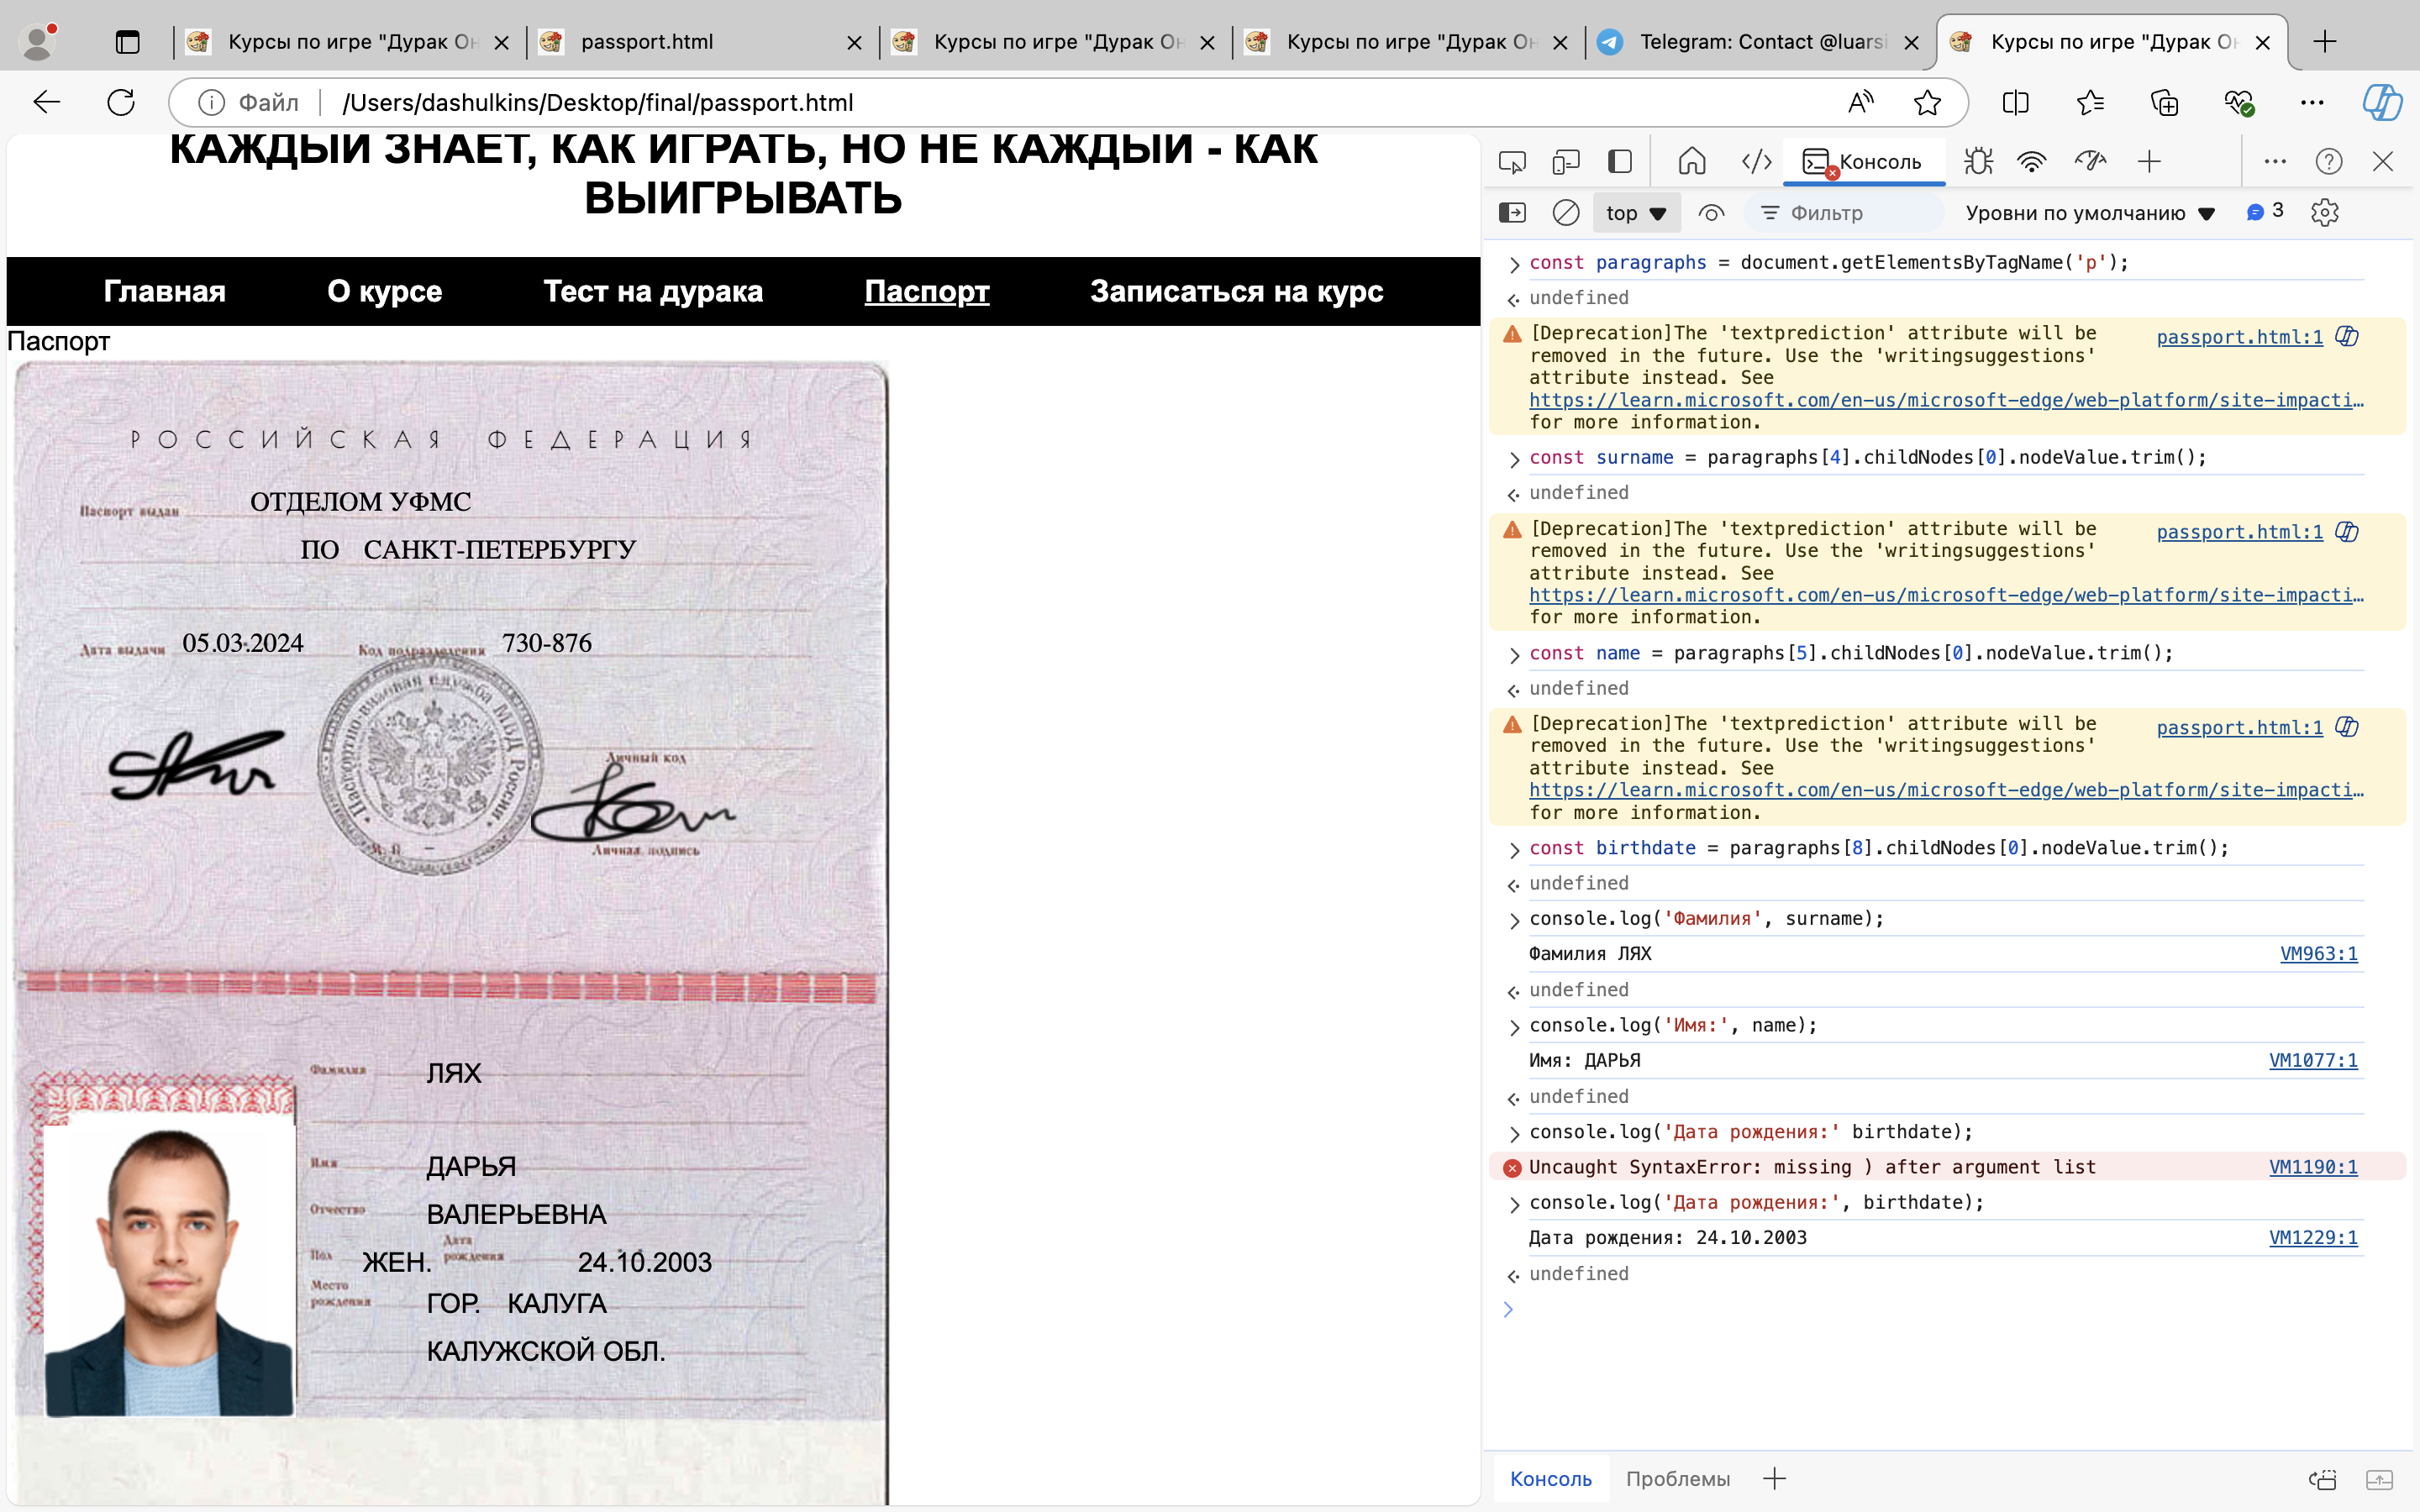 Курсы по игре "Дурак Он
passport.html
Курсы по игре "Дурак Он
Курсы по игре "Дурак Он
Telegram: Contact @luarsi
Курсы по игре "Дурак Он
Файл
/Users/dashulkins/Desktop/final/passport.html
КАЖДЫЙ ЗНАЕТ, КАК ИГРАТЬ, НО НЕ КАЖДЫЙ - КАК
ВЫИГРЫВАТЬ
Главная
О курсе
Тест на дурака
Паспорт
Записаться на курс
Паспорт
РОССИЙСКАЯ ФЕДЕРАЦИЯ
Паспорт выдан ОТДЕЛОМ УФМС
ПО САНКТ-ПЕТЕРБУРГУ
Дата выдачи 05.03.2024 Код подразделения 730-876
Паспортно-визовая служба МВД России
Личный код
М.П.
Личная подпись
Фамилия ЛЯХ
Имя ДАРЬЯ
Отчество ВАЛЕРЬЕВНА
Пол ЖЕН. Дата рождения 24.10.2003
Место рождения ГОР. КАЛУГА
КАЛУЖСКОЙ ОБЛ.
Консоль
top
Фильтр
Уровни по умолчанию
3
const paragraphs = document.getElementsByTagName('p');
undefined
[Deprecation]The 'textprediction' attribute will be passport.html:1
removed in the future. Use the 'writingsuggestions'
attribute instead. See
https://learn.microsoft.com/en-us/microsoft-edge/web-platform/site-impacti…
for more information.
const surname = paragraphs[4].childNodes[0].nodeValue.trim();
undefined
[Deprecation]The 'textprediction' attribute will be passport.html:1
removed in the future. Use the 'writingsuggestions'
attribute instead. See
https://learn.microsoft.com/en-us/microsoft-edge/web-platform/site-impacti…
for more information.
const name = paragraphs[5].childNodes[0].nodeValue.trim();
undefined
[Deprecation]The 'textprediction' attribute will be passport.html:1
removed in the future. Use the 'writingsuggestions'
attribute instead. See
https://learn.microsoft.com/en-us/microsoft-edge/web-platform/site-impacti…
for more information.
const birthdate = paragraphs[8].childNodes[0].nodeValue.trim();
undefined
console.log('Фамилия', surname);
Фамилия ЛЯХ VM963:1
undefined
console.log('Имя:', name);
Имя: ДАРЬЯ VM1077:1
undefined
console.log('Дата рождения:' birthdate);
Uncaught SyntaxError: missing ) after argument list VM1190:1
console.log('Дата рождения:', birthdate);
Дата рождения: 24.10.2003 VM1229:1
undefined
Консоль
Проблемы